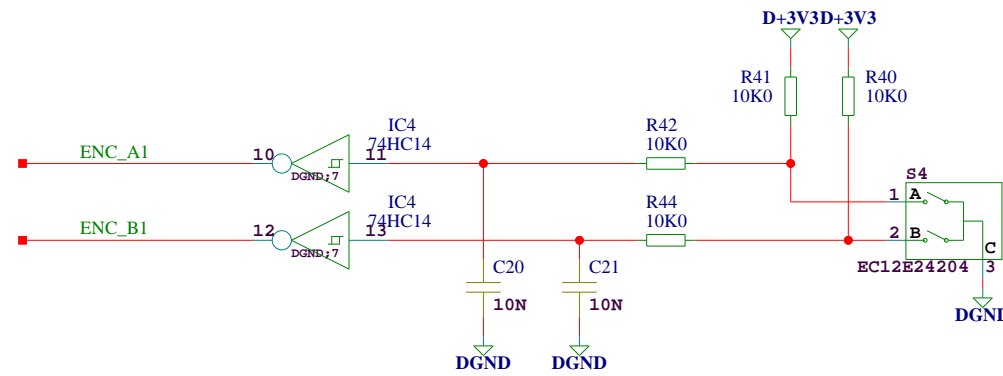 D+3V3
D+3V3
R41
10K0
R40
10K0
IC4
74HC14
ENC_A1
10
11
DGND;7
R42
10K0
S4
1
A
IC4
74HC14
ENC_B1
12
13
DGND;7
R44
10K0
2
B
C
EC12E24204
3
C20
10N
C21
10N
DGND
DGND
DGNI